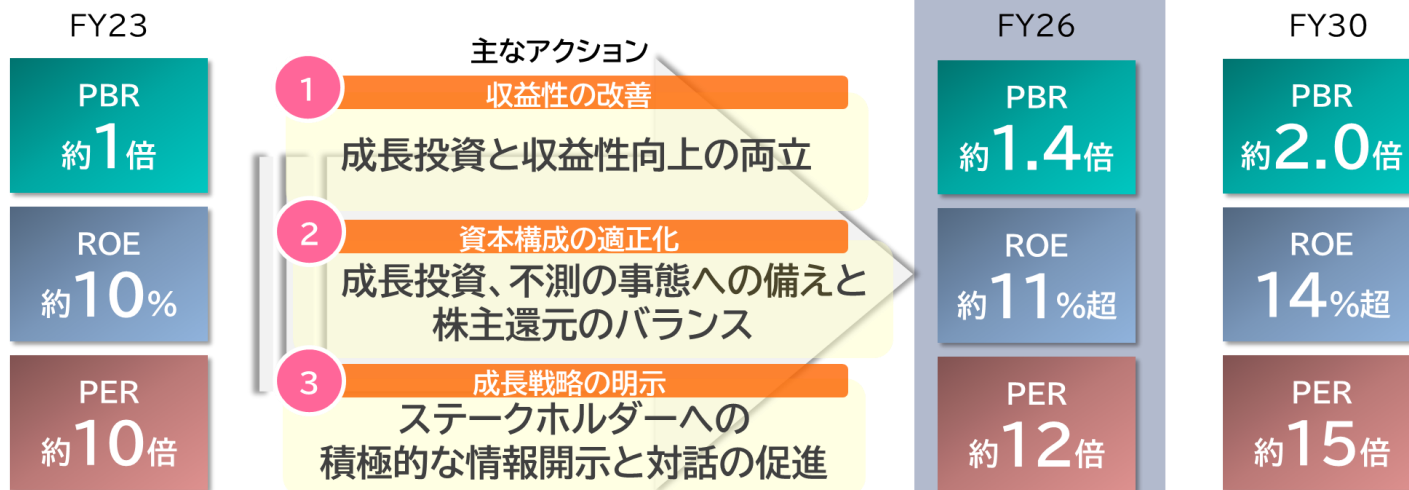 FY23
PBR
約1倍
ROE
約10%
PER
約10倍
主なアクション
1
収益性の改善
成長投資と収益性向上の両立
2
資本構成の適正化
成長投資、不測の事態への備えと
株主還元のバランス
3
成長戦略の明示
ステークホルダーへの
積極的な情報開示と対話の促進
FY26
PBR
約1.4倍
ROE
約11%超
PER
約12倍
FY30
PBR
約2.0倍
ROE
14%超
PER
約15倍